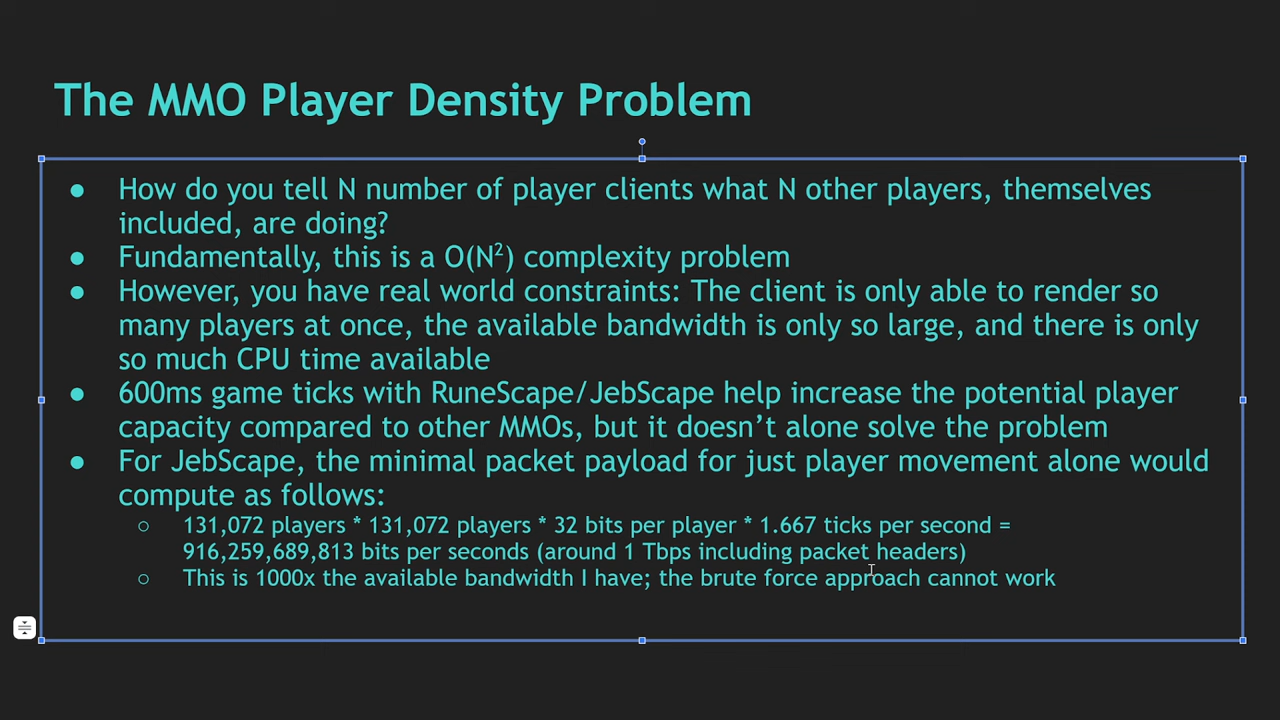 The MMO Player Density Problem
● How do you tell N number of player clients what N other players, themselves
included, are doing?
● Fundamentally, this is a O(N²) complexity problem
● However, you have real world constraints: The client is only able to render so
many players at once, the available bandwidth is only so large, and there is only
so much CPU time available
● 600ms game ticks with RuneScape/JebScape help increase the potential player
capacity compared to other MMOs, but it doesn’t alone solve the problem
● For JebScape, the minimal packet payload for just player movement alone would
compute as follows:
○ 131,072 players * 131,072 players * 32 bits per player * 1.667 ticks per second =
916,259,689,813 bits per seconds (around 1 Tbps including packet headers)
○ This is 1000x the available bandwidth I have; the brute force approach cannot work